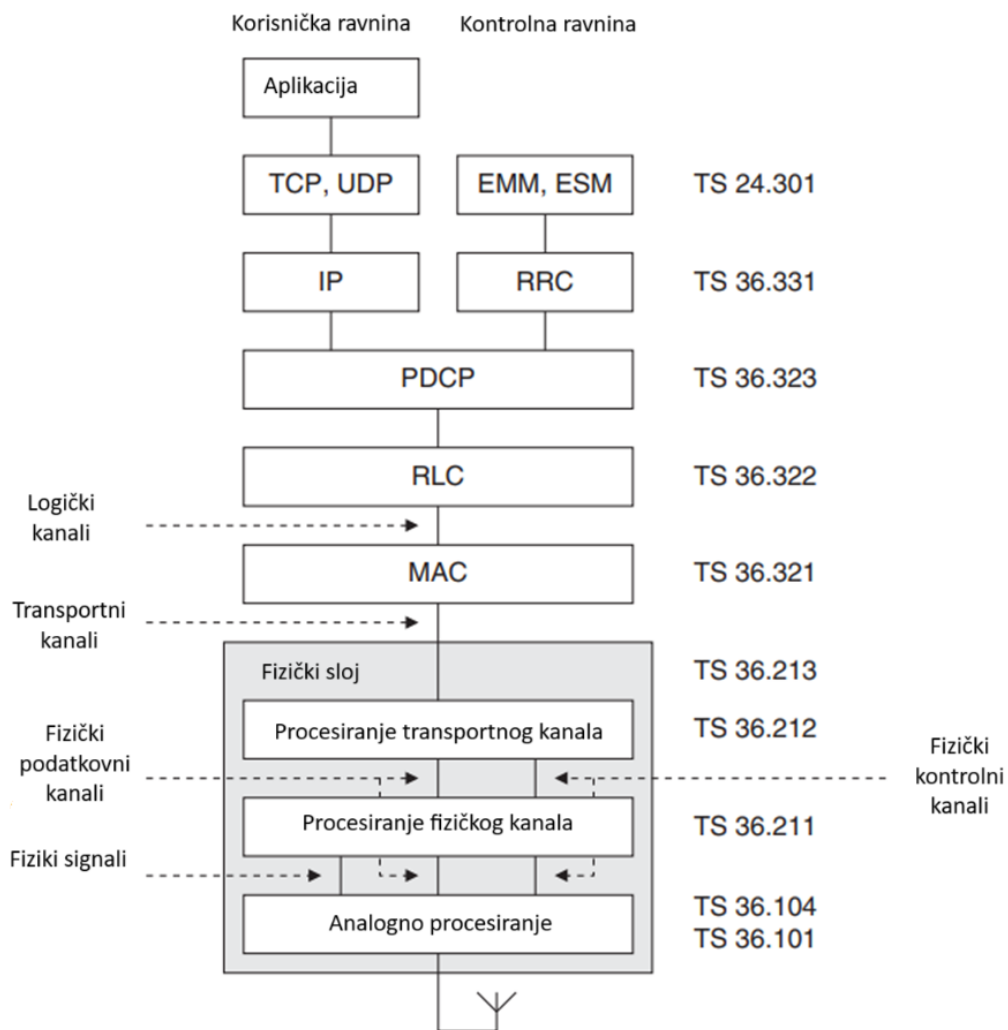 Korisnička ravnina
Kontrolna ravnina
Aplikacija
TCP, UDP
EMM, ESM
TS 24.301
IP
RRC
TS 36.331
PDCP
TS 36.323
RLC
TS 36.322
Logički
kanali
MAC
TS 36.321
Transportni
kanali
Fizički sloj
TS 36.213
Procesiranje transportnog kanala
TS 36.212
Fizički
podatkovni
kanali
Fizički
kontrolni
kanali
Procesiranje fizičkog kanala
TS 36.211
Fiziki signali
Analogno procesiranje
TS 36.104
TS 36.101